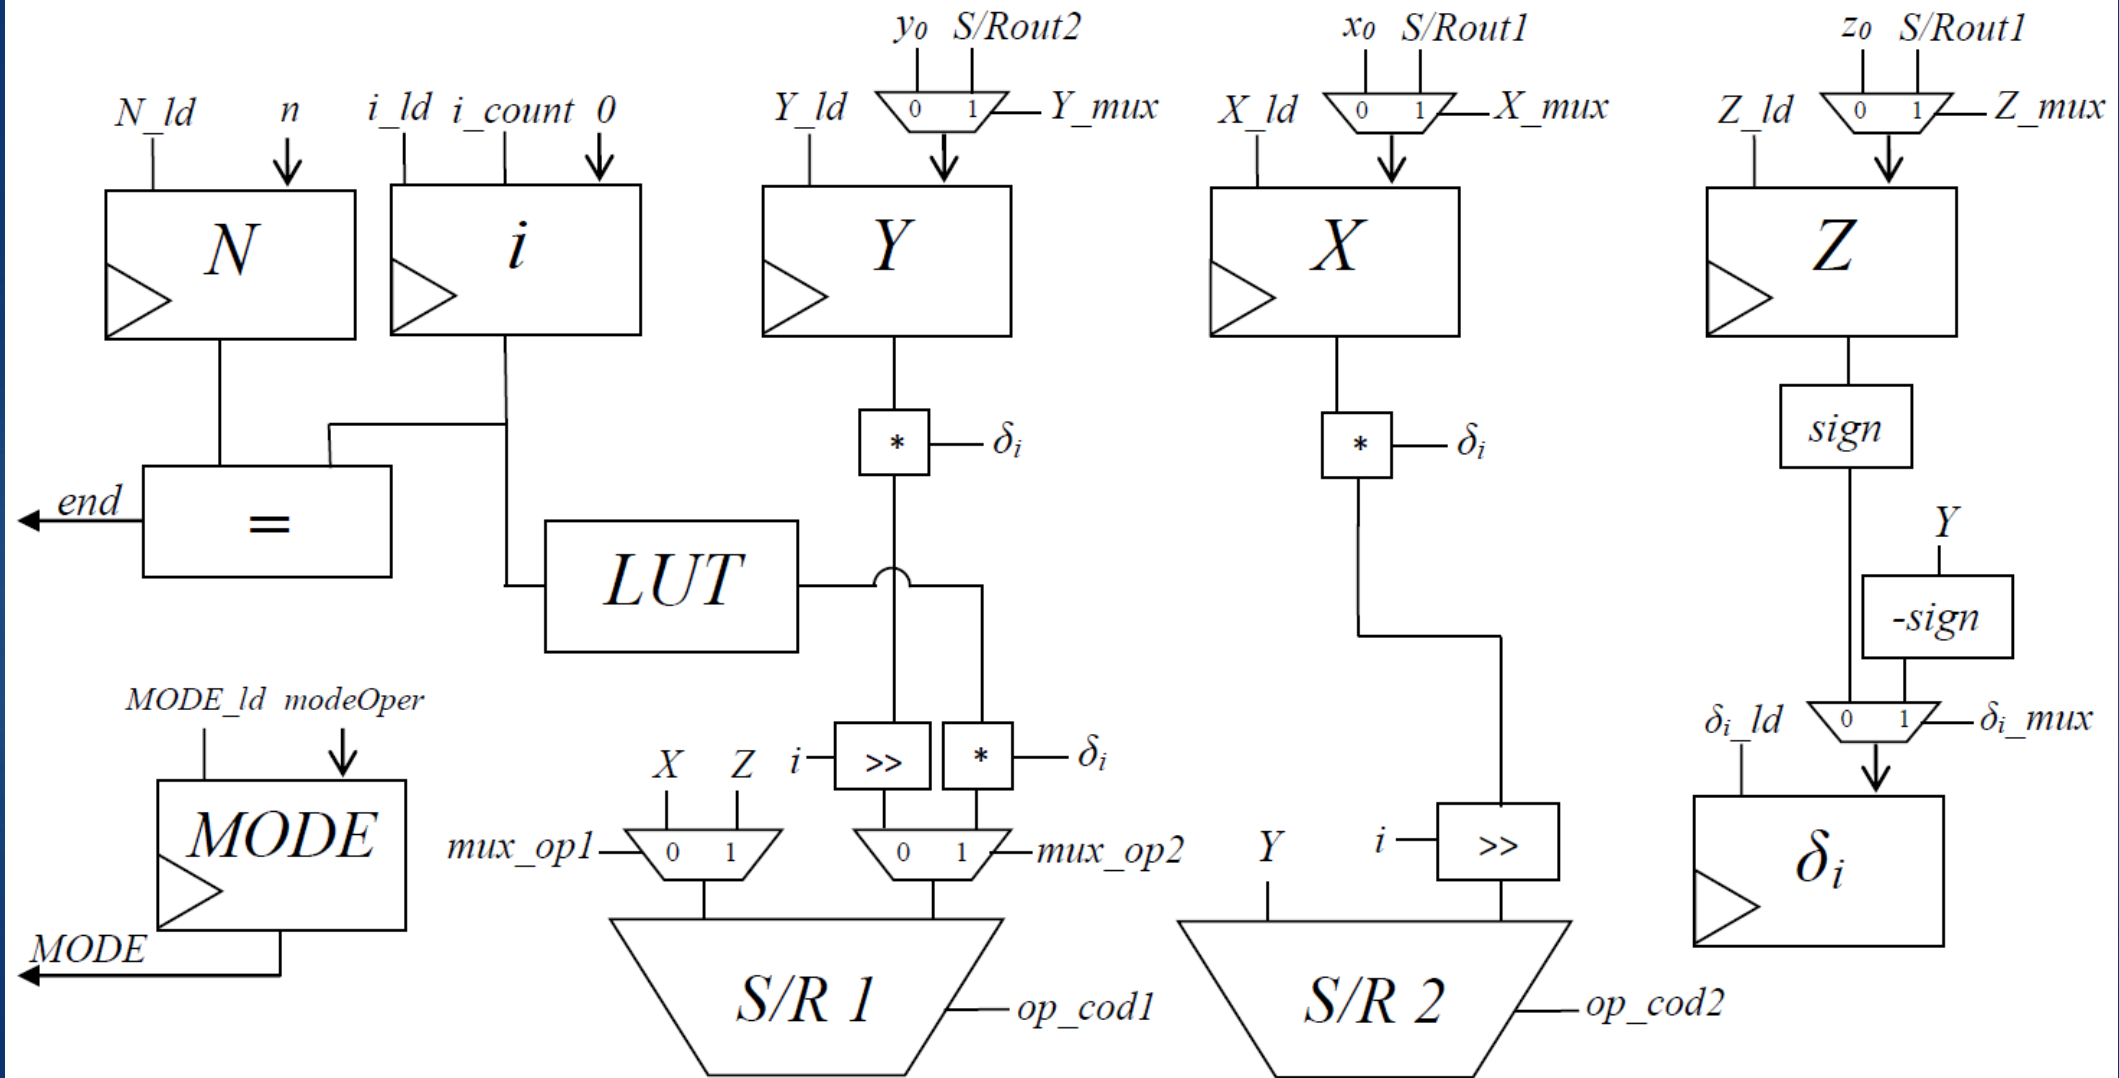 y₀ S/Rout2
x₀ S/Rout1
z₀ S/Rout1
N_ld n i_ld i_count 0
Y_ld 0 1 Y_mux
X_ld 0 1 X_mux
Z_ld 0 1 Z_mux
N
i
Y
X
Z
* δᵢ
* δᵢ
sign
end =
LUT
Y
-sign
MODE_ld modeOper
δᵢ_ld 0 1 δᵢ_mux
X Z i >> * δᵢ
MODE
mux_op1 0 1
0 1 mux_op2
Y i >>
δᵢ
MODE
S/R 1 op_cod1
S/R 2 op_cod2